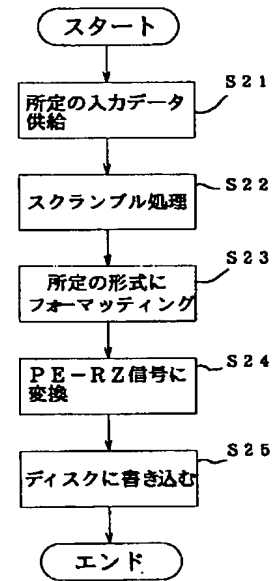 スタート
S21
所定の入力データ
供給
S22
スクランブル処理
S23
所定の形式に
フォーマッティング
S24
PE-RZ信号に
変換
S25
ディスクに書き込む
エンド